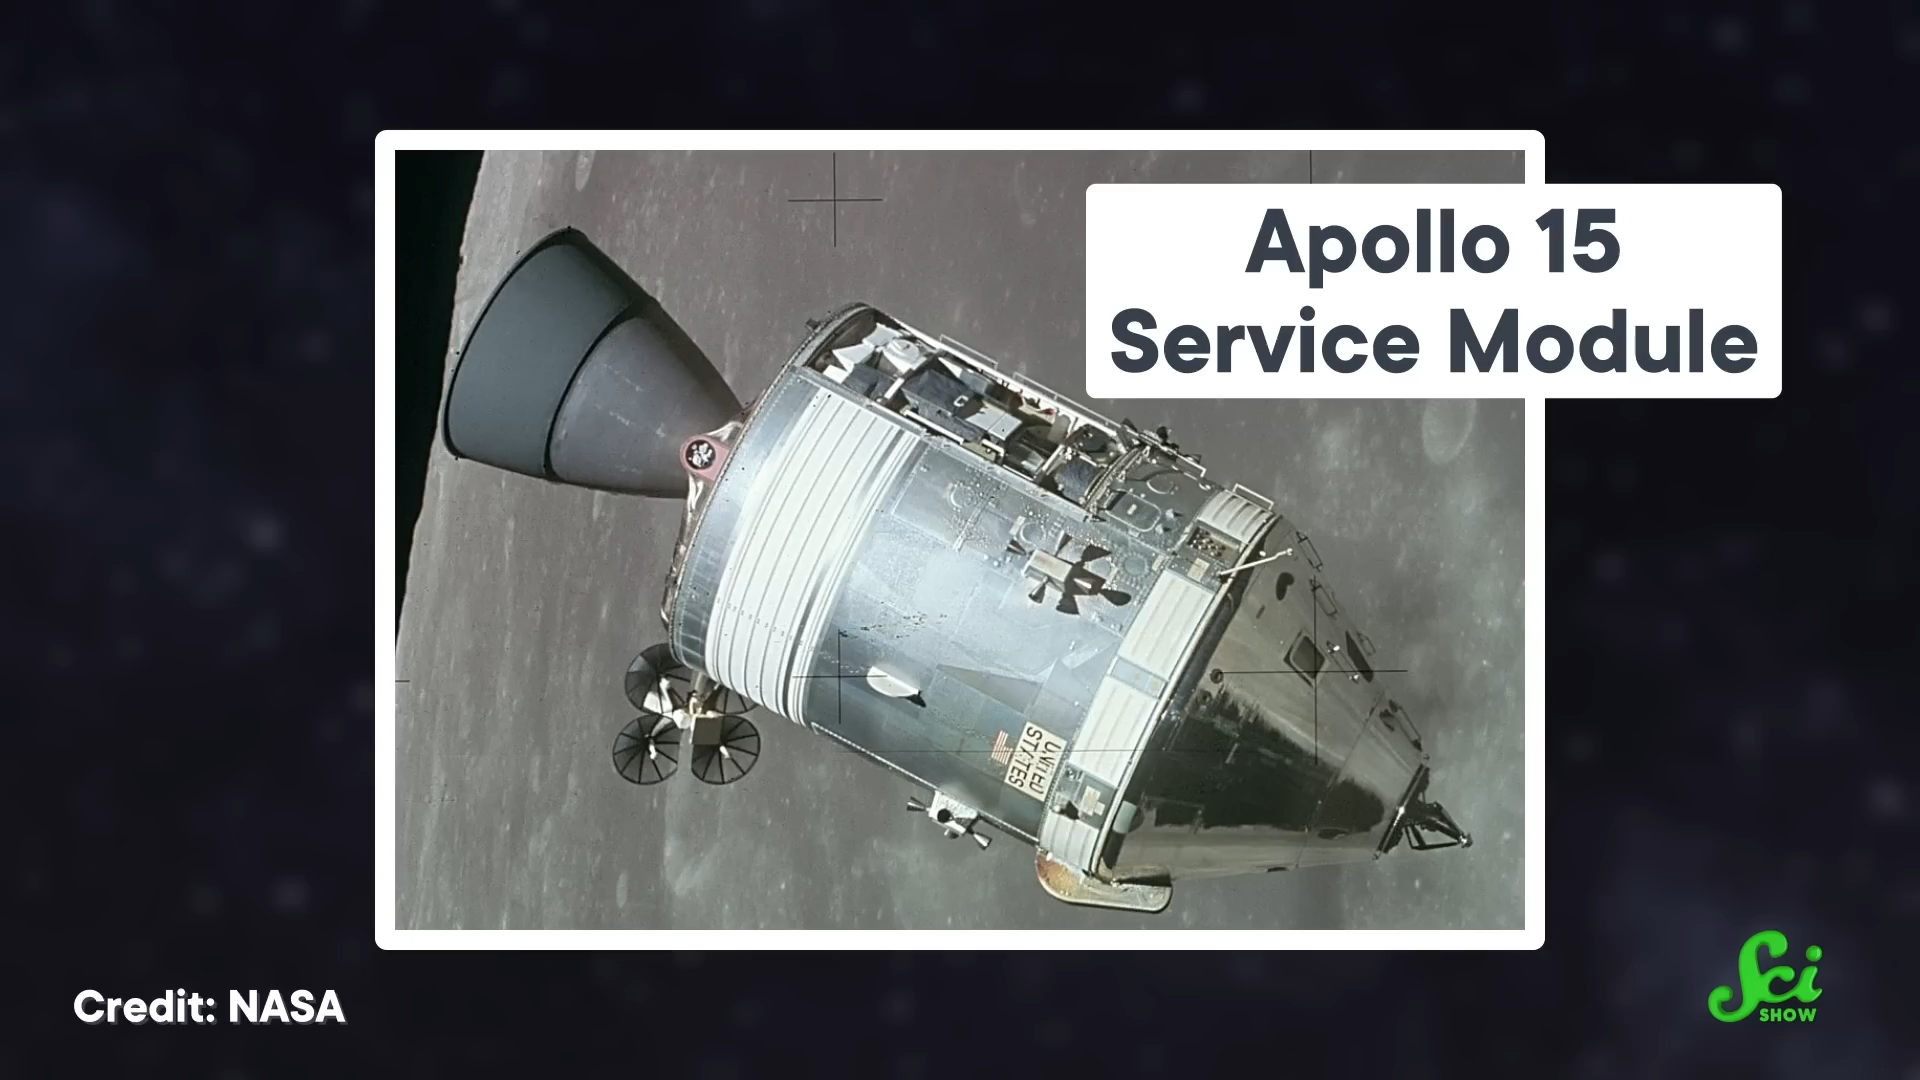 Apollo 15
Service Module
UNITED
STATES
Credit: NASA
Sci
SHOW